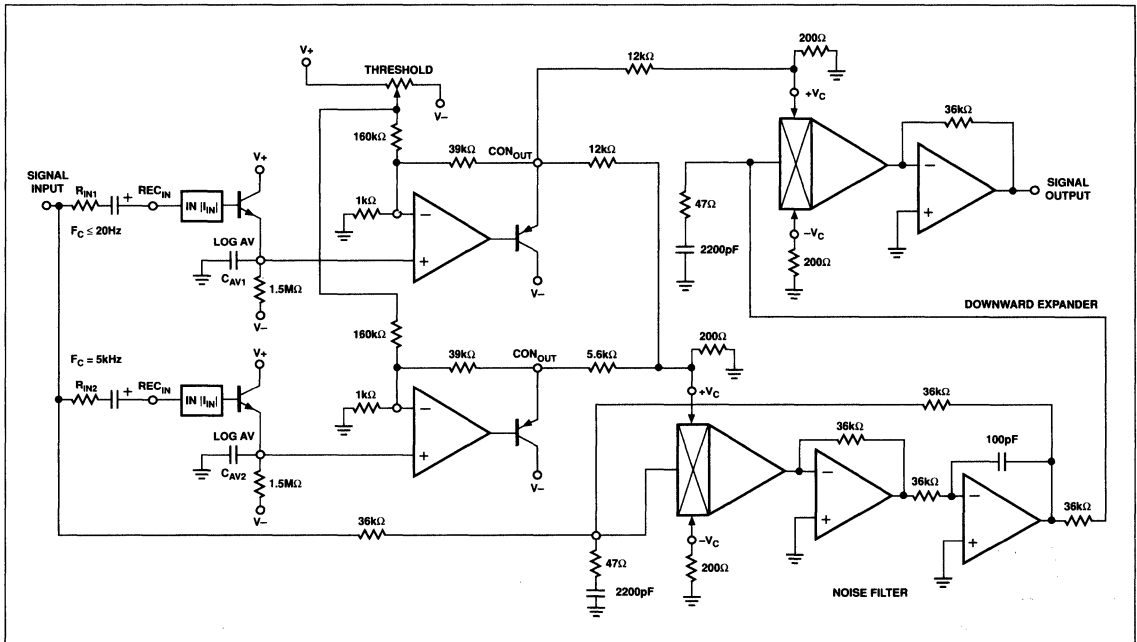 V+
THRESHOLD
V–
200Ω
12kΩ
+VC
36kΩ
160kΩ
39kΩ
CONOUT
12kΩ
SIGNAL INPUT
RIN1
+
RECIN
IN |IIN|
V+
FC ≤ 20Hz
1kΩ
–
+
47Ω
–
+
SIGNAL OUTPUT
LOG AV
CAV1
1.5MΩ
V–
V–
2200pF
–VC
200Ω
DOWNWARD EXPANDER
160kΩ
FC = 5kHz
V+
39kΩ
CONOUT
5.6kΩ
200Ω
RIN2
+
RECIN
IN |IIN|
1kΩ
–
+
+VC
36kΩ
36kΩ
100pF
LOG AV
CAV2
1.5MΩ
V–
V–
–
+
36kΩ
–
+
36kΩ
36kΩ
47Ω
2200pF
–VC
200Ω
NOISE FILTER